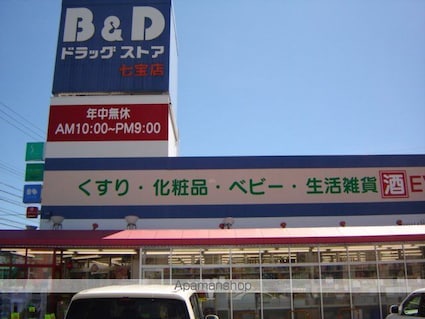 B&D
ドラッグ ストア
七宝店
年中無休
AM10:00~PM9:00
くすり・化粧品・ベビー・生活雑貨 酒
Apamanshop